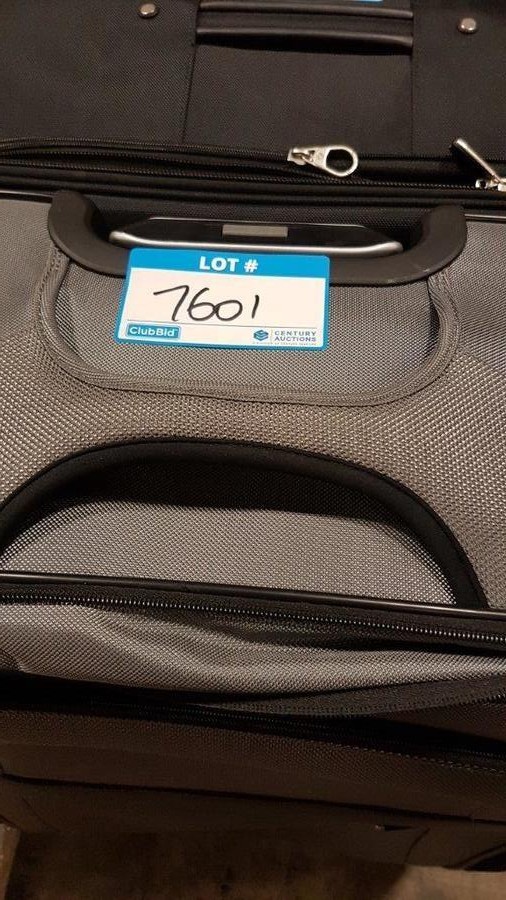 LOT #
7601
ClubBid
CENTURY
AUCTIONS